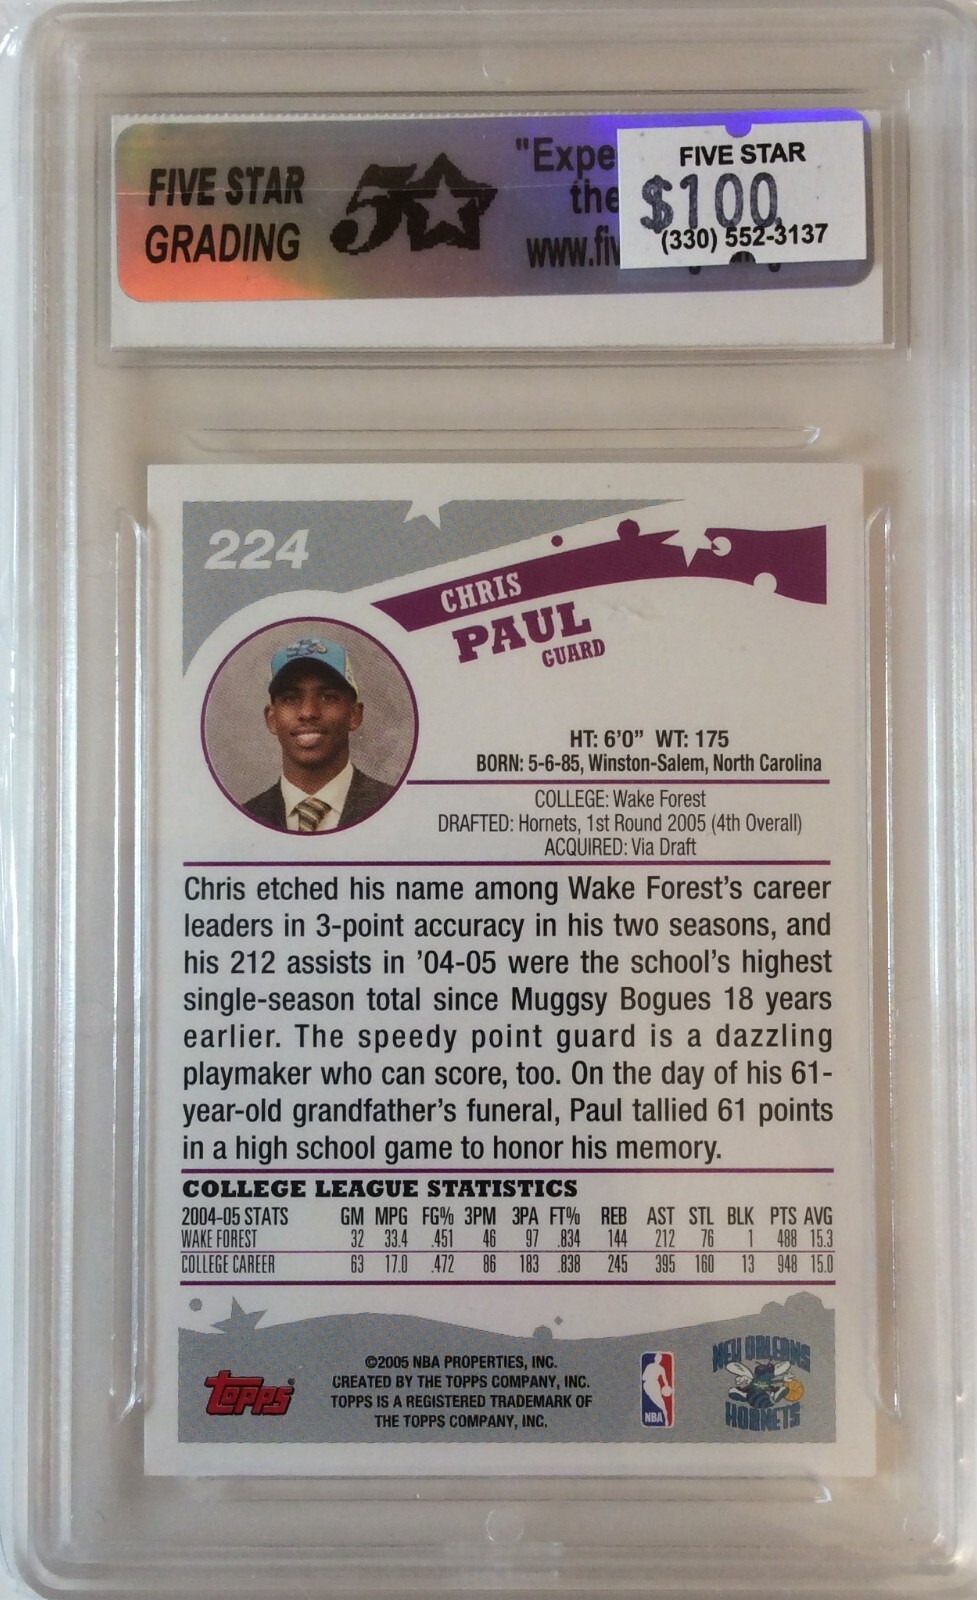 FIVE STAR
GRADING
5
"Expe
the
www.fiv
FIVE STAR
$100
(330) 552-3137
224
CHRIS
PAUL
GUARD
HT: 6'0" WT: 175
BORN: 5-6-85, Winston-Salem, North Carolina
COLLEGE: Wake Forest
DRAFTED: Hornets, 1st Round 2005 (4th Overall)
ACQUIRED: Via Draft
Chris etched his name among Wake Forest's career
leaders in 3-point accuracy in his two seasons, and
his 212 assists in '04-05 were the school's highest
single-season total since Muggsy Bogues 18 years
earlier. The speedy point guard is a dazzling
playmaker who can score, too. On the day of his 61-
year-old grandfather's funeral, Paul tallied 61 points
in a high school game to honor his memory.
COLLEGE LEAGUE STATISTICS
2004-05 STATS GM MPG FG% 3PM 3PA FT% REB AST STL BLK PTS AVG
WAKE FOREST 32 33.4 .451 46 97 .834 144 212 76 1 488 15.3
COLLEGE CAREER 63 17.0 .472 86 183 .838 245 395 160 13 948 15.0
©2005 NBA PROPERTIES, INC.
CREATED BY THE TOPPS COMPANY, INC.
TOPPS IS A REGISTERED TRADEMARK OF
THE TOPPS COMPANY, INC.
topps
NBA
NEW ORLEANS
HORNETS